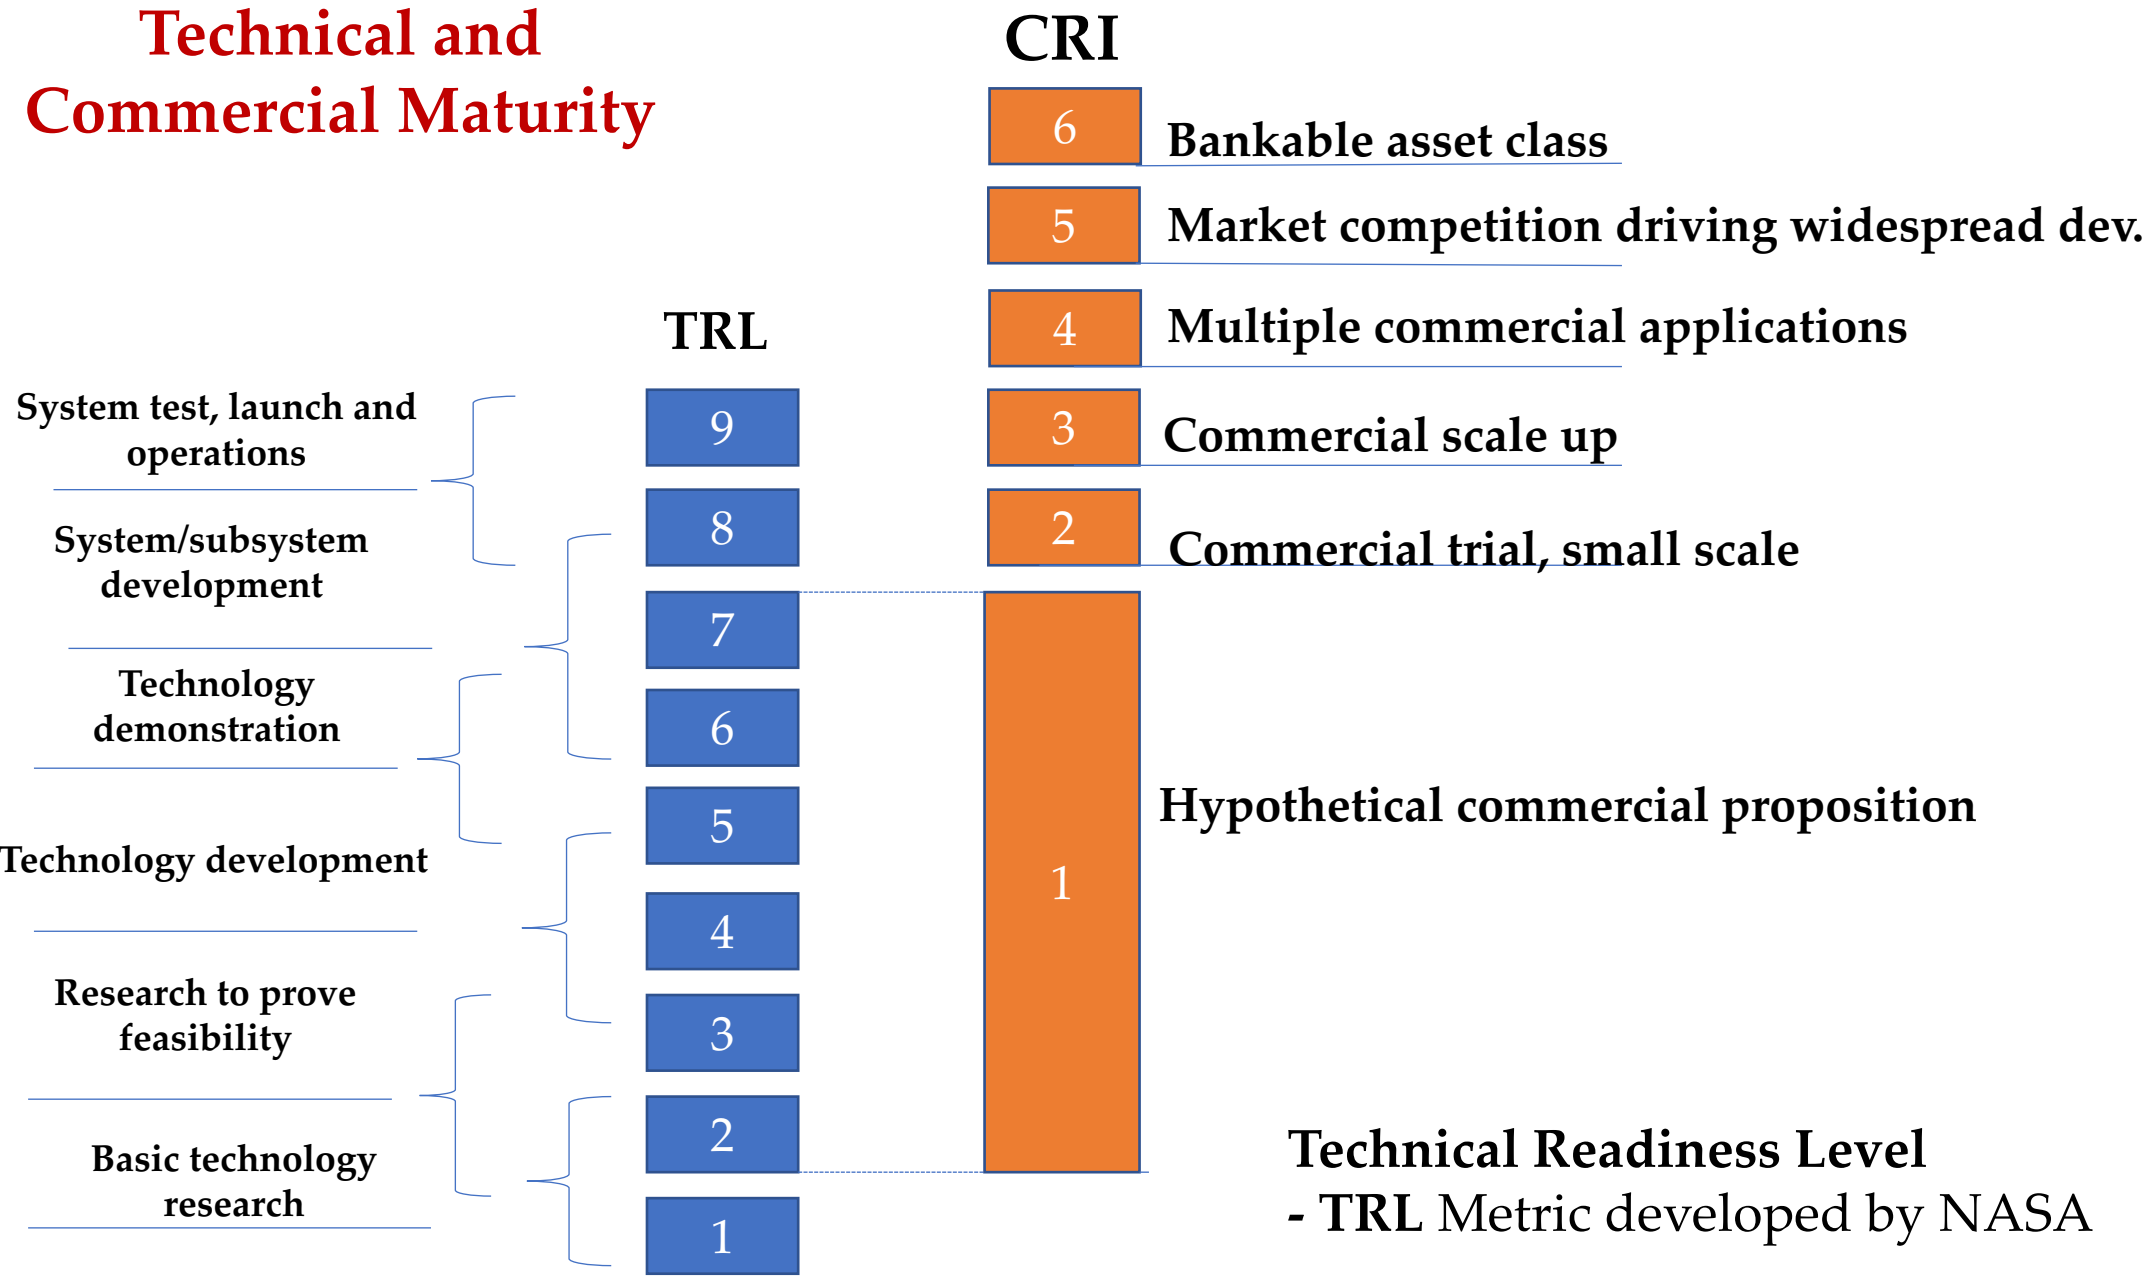 Technical and
Commercial Maturity
CRI
6
Bankable asset class
5
Market competition driving widespread dev.
4
Multiple commercial applications
3
Commercial scale up
2
Commercial trial, small scale
1
Hypothetical commercial proposition
TRL
9
8
7
6
5
4
3
2
1
System test, launch and
operations
System/subsystem
development
Technology
demonstration
Technology development
Research to prove
feasibility
Basic technology
research
Technical Readiness Level
- TRL Metric developed by NASA